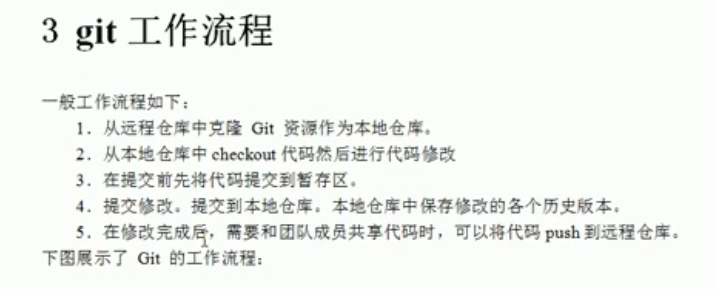 3 git 工作流程
一般工作流程如下：
1．从远程仓库中克隆 Git 资源作为本地仓库。
2．从本地仓库中 checkout 代码然后进行代码修改
3．在提交前先将代码提交到暂存区。
4．提交修改。提交到本地仓库。本地仓库中保存修改的各个历史版本。
5．在修改完成后，需要和团队成员共享代码时，可以将代码 push 到远程仓库。
下图展示了 Git 的工作流程：